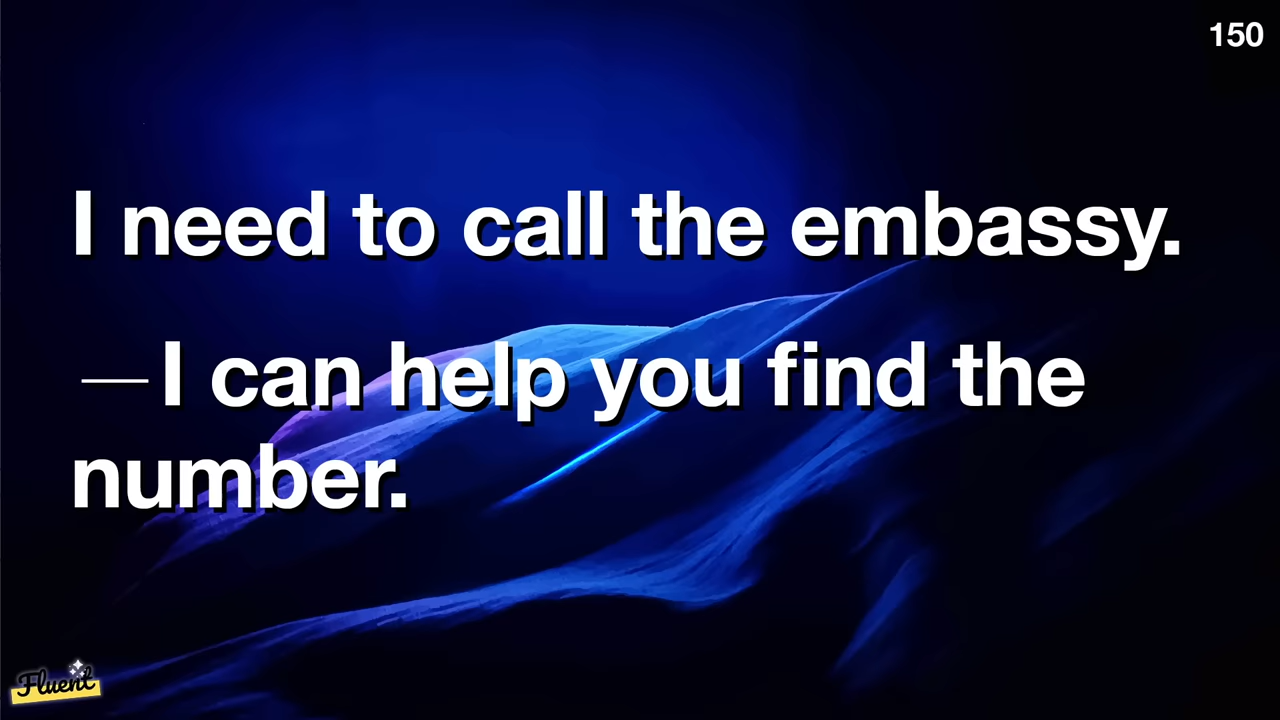 150
I need to call the embassy.
— I can help you find the
number.
Fluent